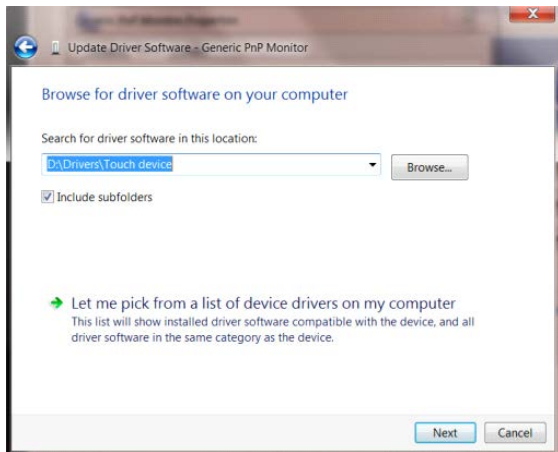 Update Driver Software - Generic PnP Monitor
Browse for driver software on your computer
Search for driver software in this location:
D:\Drivers\Touch device
Browse...
Include subfolders
Let me pick from a list of device drivers on my computer
This list will show installed driver software compatible with the device, and all
driver software in the same category as the device.
Next
Cancel